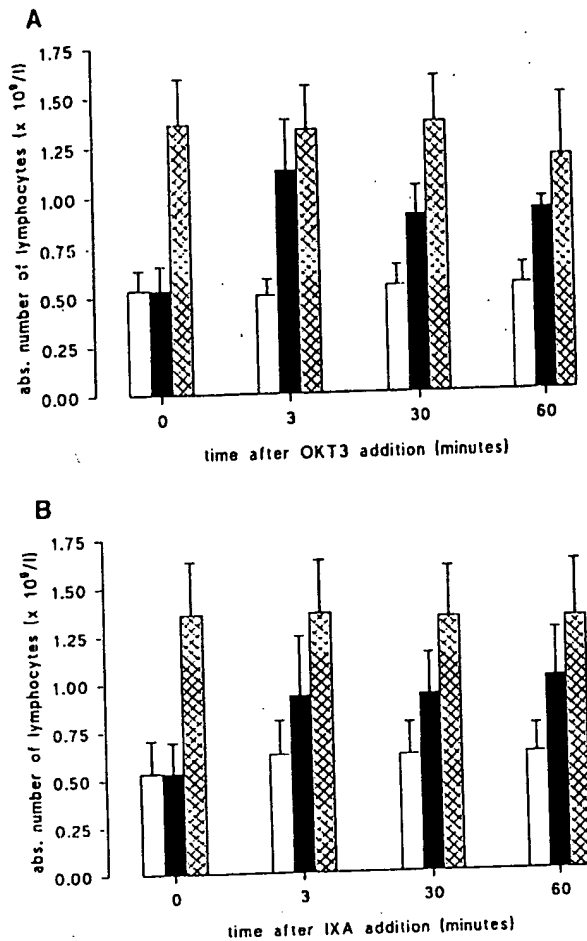 A
abs. number of lymphocytes (x 10⁹/l)
1.75
1.50
1.25
1.00
0.75
0.50
0.25
0.00
0 3 30 60
time after OKT3 addition (minutes)
B
abs. number of lymphocytes (x 10⁹/l)
1.75
1.50
1.25
1.00
0.75
0.50
0.25
0.00
0 3 30 60
time after IXA addition (minutes)